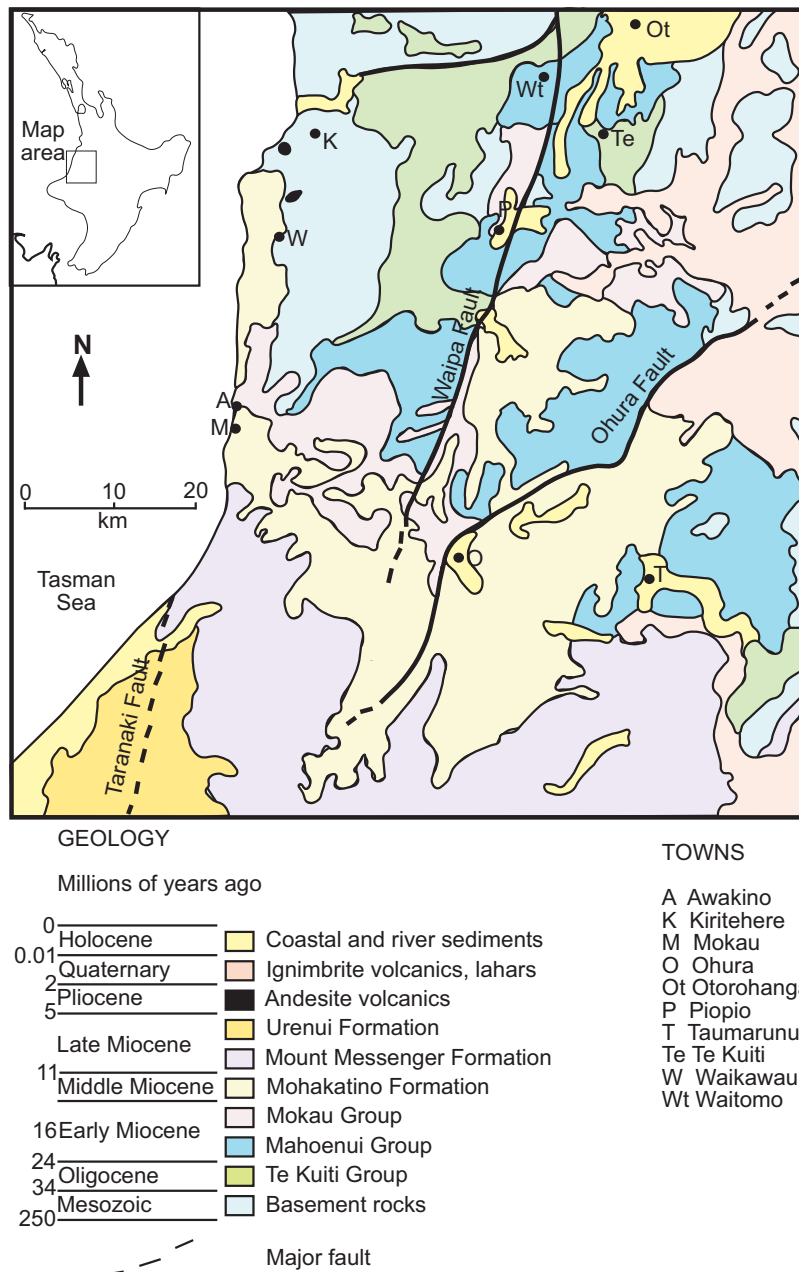 Map
area
Ot
Wt
K
Te
P
W
N
Waipa Fault
Ohura Fault
A
M
0 10 20
km
O
T
Tasman
Sea
Taranaki Fault
GEOLOGY
Millions of years ago
0
Holocene
Coastal and river sediments
0.01
Quaternary
Ignimbrite volcanics, lahars
2
Pliocene
Andesite volcanics
5
Urenui Formation
Late Miocene
Mount Messenger Formation
11
Middle Miocene
Mohakatino Formation
Mokau Group
16 Early Miocene
Mahoenui Group
24
Oligocene
Te Kuiti Group
34
Mesozoic
Basement rocks
250
Major fault
TOWNS
A Awakino
K Kiritehere
M Mokau
O Ohura
Ot Otorohanga
P Piopio
T Taumarunu
Te Te Kuiti
W Waikawau
Wt Waitomo